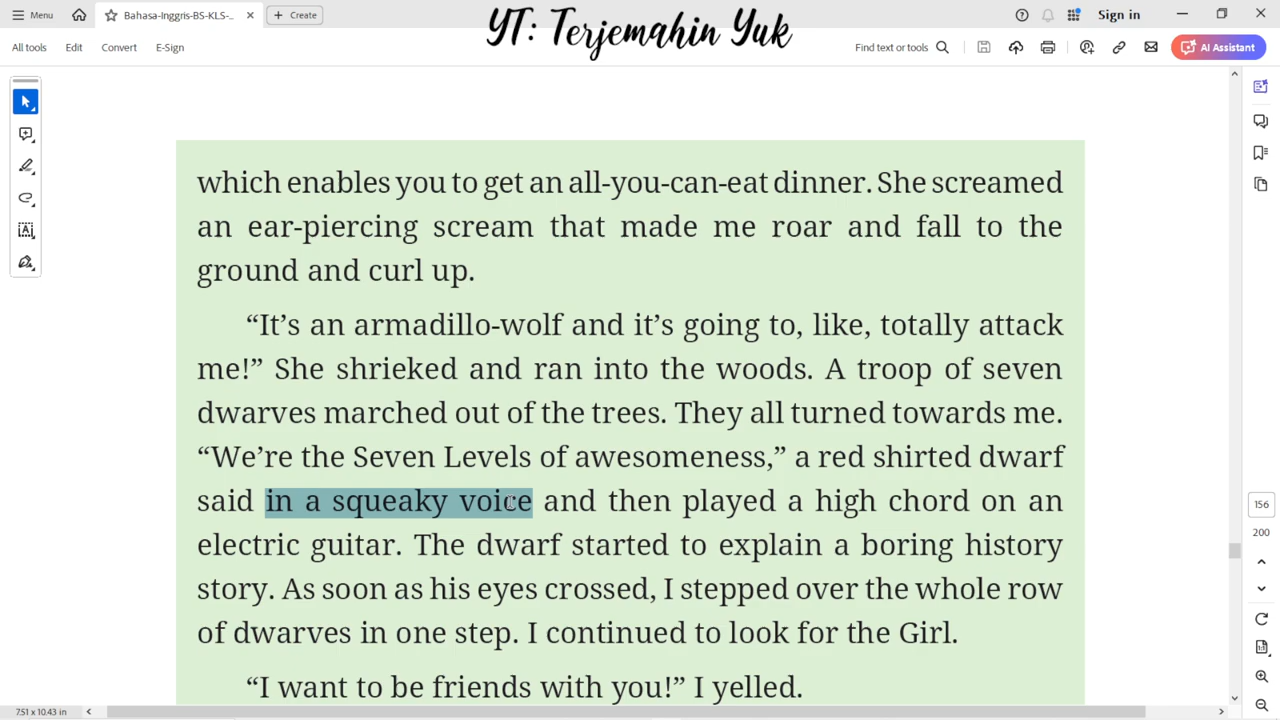 Menu
Bahasa-Inggris-BS-KLS-...
Create
YT: Terjemahin Yuk
Sign in
All tools
Edit
Convert
E-Sign
Find text or tools
AI Assistant
which enables you to get an all-you-can-eat dinner. She screamed
an ear-piercing scream that made me roar and fall to the
ground and curl up.
“It’s an armadillo-wolf and it’s going to, like, totally attack
me!” She shrieked and ran into the woods. A troop of seven
dwarves marched out of the trees. They all turned towards me.
“We’re the Seven Levels of awesomeness,” a red shirted dwarf
said in a squeaky voice and then played a high chord on an
electric guitar. The dwarf started to explain a boring history
story. As soon as his eyes crossed, I stepped over the whole row
of dwarves in one step. I continued to look for the Girl.
“I want to be friends with you!” I yelled.
156
200
7.51 x 10.43 in